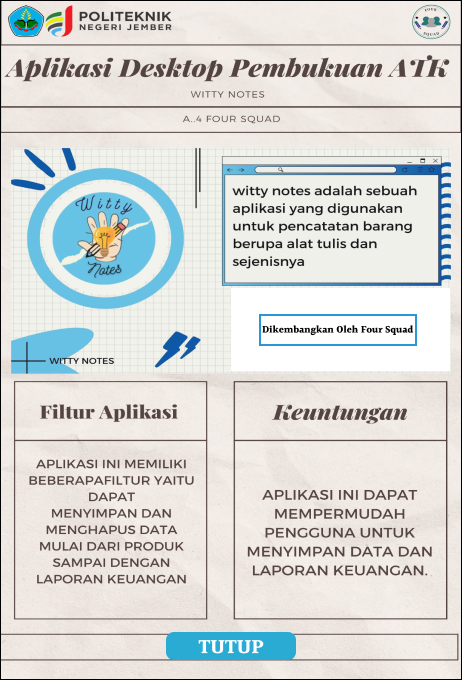 POLITEKNIK
NEGERI JEMBER
FOUR
SQUAD
Aplikasi Desktop Pembukuan ATK
WITTY NOTES
A..4 FOUR SQUAD
Witty
Notes
witty notes adalah sebuah
aplikasi yang digunakan
untuk pencatatan barang
berupa alat tulis dan
sejenisnya
Dikembangkan Oleh Four Squad
WITTY NOTES
Filtur Aplikasi
APLIKASI INI MEMILIKI
BEBERAPAFILTUR YAITU
DAPAT
MENYIMPAN DAN
MENGHAPUS DATA
MULAI DARI PRODUK
SAMPAI DENGAN
LAPORAN KEUANGAN
Keuntungan
APLIKASI INI DAPAT
MEMPERMUDAH
PENGGUNA UNTUK
MENYIMPAN DATA DAN
LAPORAN KEUANGAN.
TUTUP